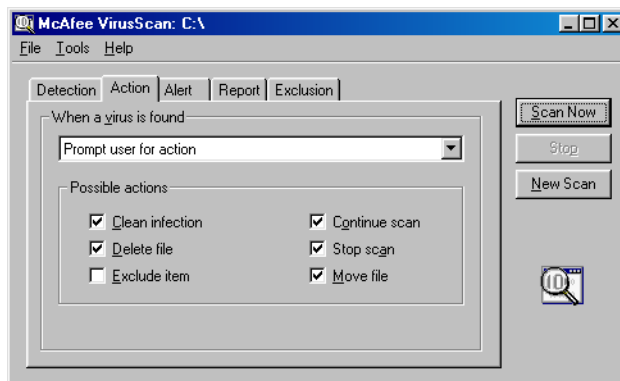 McAfee VirusScan: C:\
File Tools Help
Detection Action Alert Report Exclusion
When a virus is found
Prompt user for action
Possible actions
Clean infection Continue scan
Delete file Stop scan
Exclude item Move file
Scan Now
Stop
New Scan